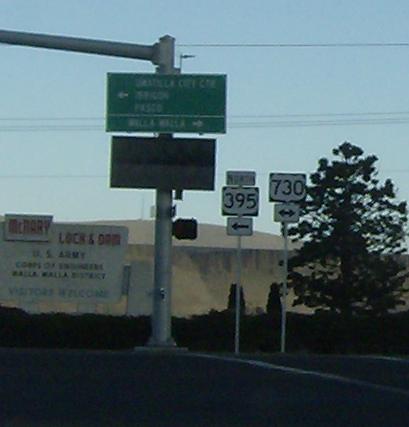 UMATILLA CITY CTR
IRRIGON
PASCO
WALLA WALLA
NORTH
395
730
McNARY LOCK & DAM
U.S. ARMY
CORPS OF ENGINEERS
WALLA WALLA DISTRICT
VISITORS WELCOME